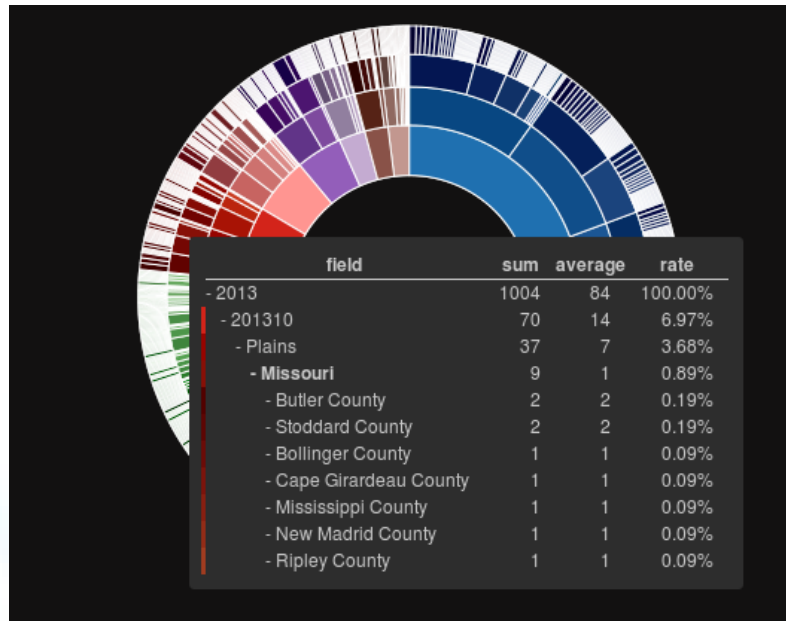 field sum average rate
- 2013 1004 84 100.00%
- 201310 70 14 6.97%
- Plains 37 7 3.68%
- Missouri 9 1 0.89%
- Butler County 2 2 0.19%
- Stoddard County 2 2 0.19%
- Bollinger County 1 1 0.09%
- Cape Girardeau County 1 1 0.09%
- Mississippi County 1 1 0.09%
- New Madrid County 1 1 0.09%
- Ripley County 1 1 0.09%